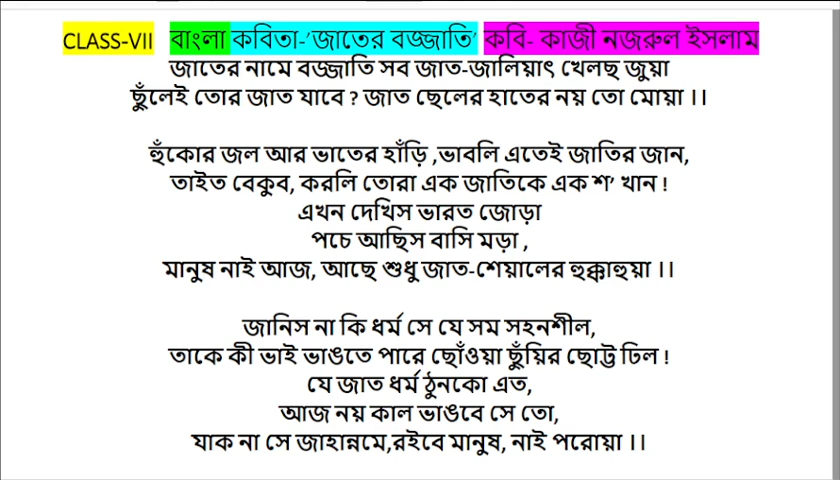 CLASS-VII বাংলা কবিতা-'জাতের বজ্জাতি' কবি- কাজী নজরুল ইসলাম
জাতের নামে বজ্জাতি সব জাত-জালিয়াৎ খেলছ জুয়া
ছুঁলেই তোর জাত যাবে ? জাত ছেলের হাতের নয় তো মোয়া ।।
হুঁকোর জল আর ভাতের হাঁড়ি ,ভাবলি এতেই জাতির জান,
তাইত বেকুব, করলি তোরা এক জাতিকে এক শ' খান !
এখন দেখিস ভারত জোড়া
পচে আছিস বাসি মড়া ,
মানুষ নাই আজ, আছে শুধু জাত-শেয়ালের হুক্কাহুয়া ।।
জানিস না কি ধর্ম সে যে সম সহনশীল,
তাকে কী ভাই ভাঙতে পারে ছোঁওয়া ছুঁয়ির ছোট্ট ঢিল !
যে জাত ধর্ম ঠুনকো এত,
আজ নয় কাল ভাঙবে সে তো,
যাক না সে জাহান্নমে,রইবে মানুষ, নাই পরোয়া ।।